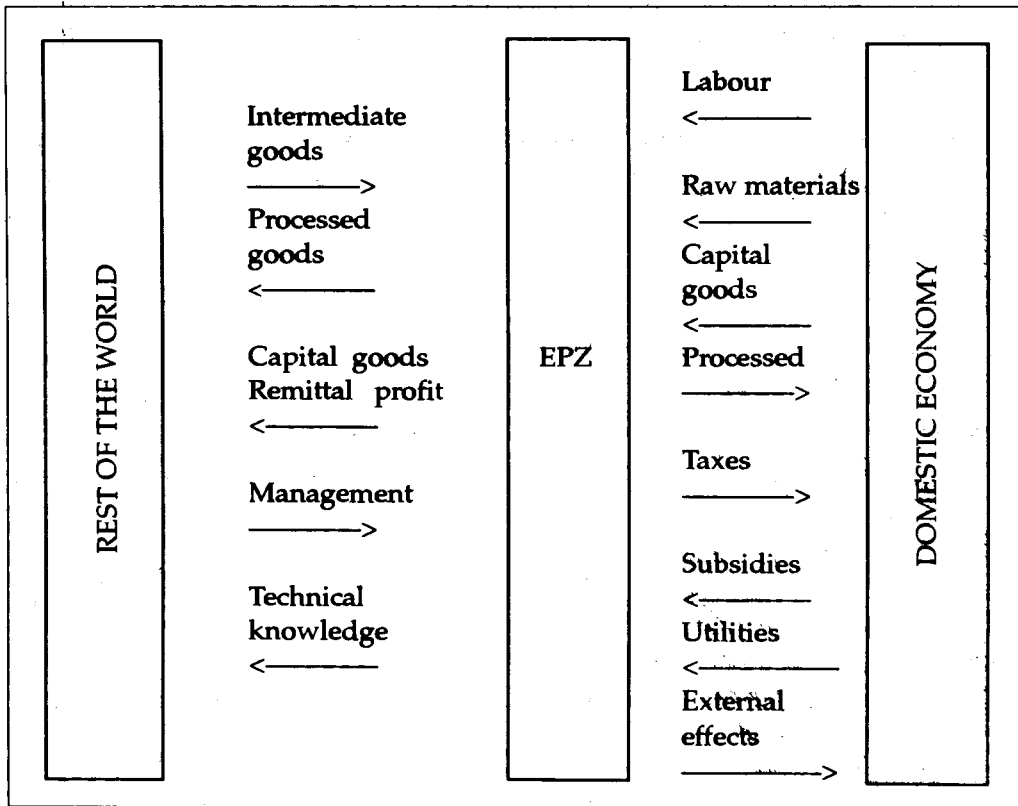 REST OF THE WORLD
Intermediate
goods
Processed
goods
Capital goods
Remittal profit
Management
Technical
knowledge
EPZ
Labour
Raw materials
Capital
goods
Processed
Taxes
Subsidies
Utilities
External
effects
DOMESTIC ECONOMY